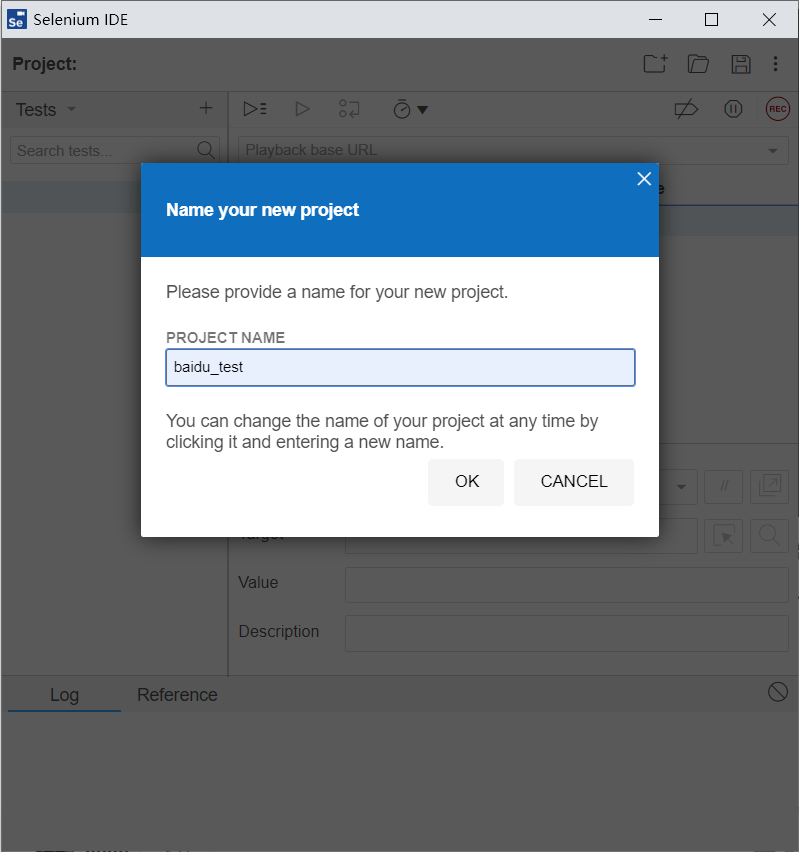 Se Selenium IDE
Project:
Tests
REC
Search tests...
Playback base URL
Name your new project
Please provide a name for your new project.
PROJECT NAME
baidu_test
You can change the name of your project at any time by
clicking it and entering a new name.
OK CANCEL
//
Value
Description
Log Reference